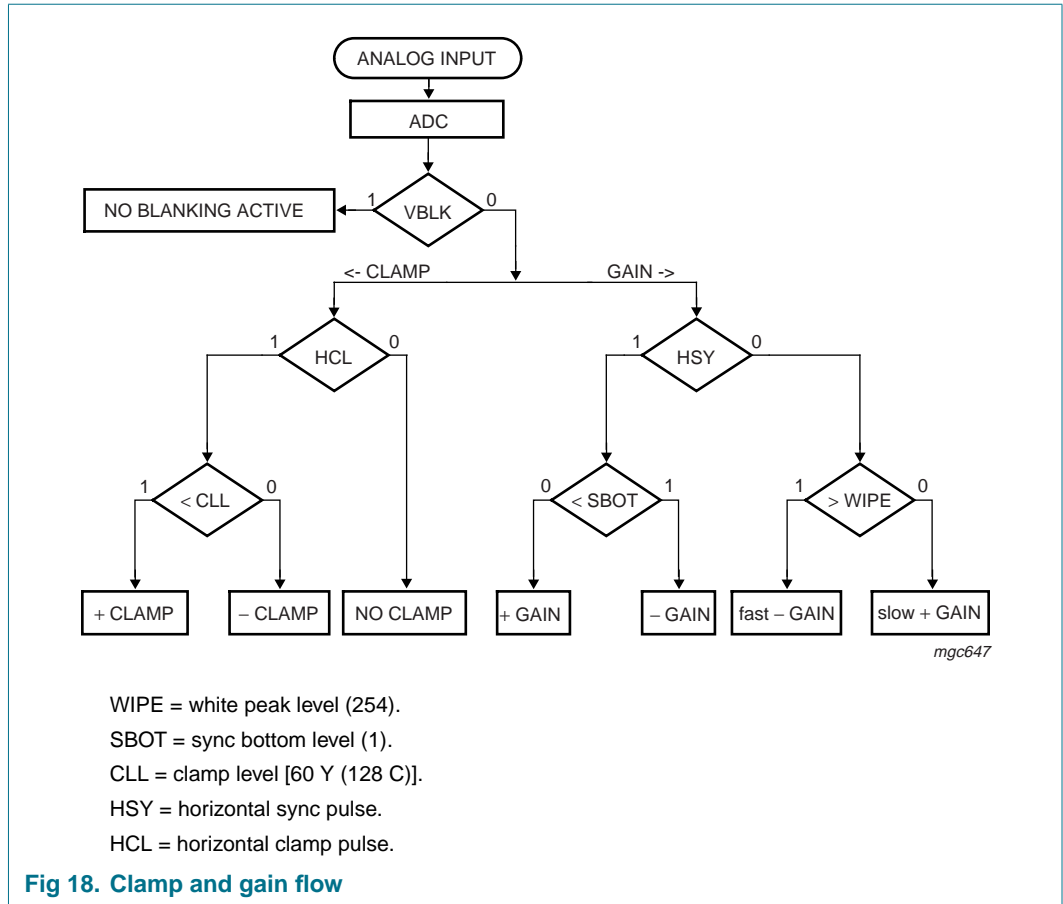 ANALOG INPUT
ADC
1 VBLK 0
NO BLANKING ACTIVE
<- CLAMP GAIN ->
1 HCL 0 1 HSY 0
1 < CLL 0 0 < SBOT 1 1 > WIPE 0
+ CLAMP − CLAMP NO CLAMP + GAIN − GAIN fast − GAIN slow + GAIN
mgc647
WIPE = white peak level (254).
SBOT = sync bottom level (1).
CLL = clamp level [60 Y (128 C)].
HSY = horizontal sync pulse.
HCL = horizontal clamp pulse.
Fig 18. Clamp and gain flow